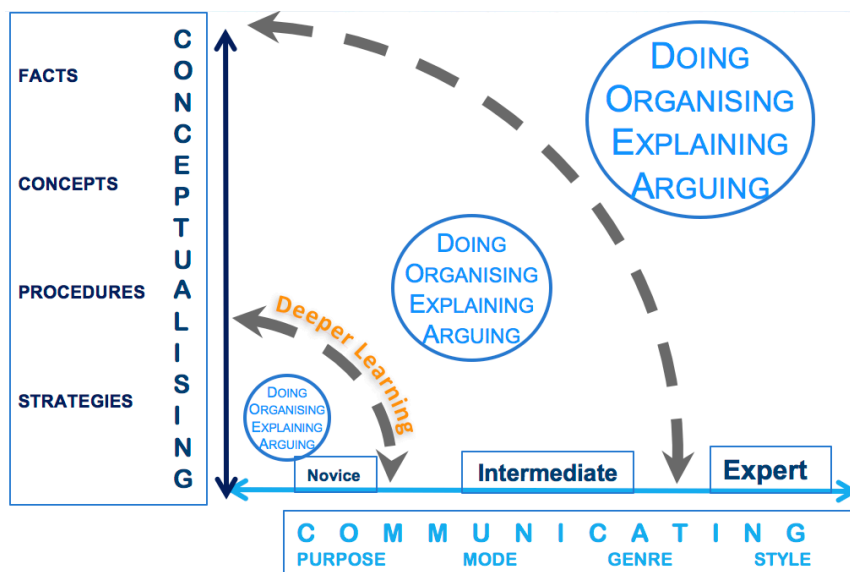 FACTS
CONCEPTS
PROCEDURES
STRATEGIES
CONCEPTUALISING
DOING
ORGANISING
EXPLAINING
ARGUING
DOING
ORGANISING
EXPLAINING
ARGUING
Deeper Learning
DOING
ORGANISING
EXPLAINING
ARGUING
Novice
Intermediate
Expert
COMMUNICATING
PURPOSE MODE GENRE STYLE